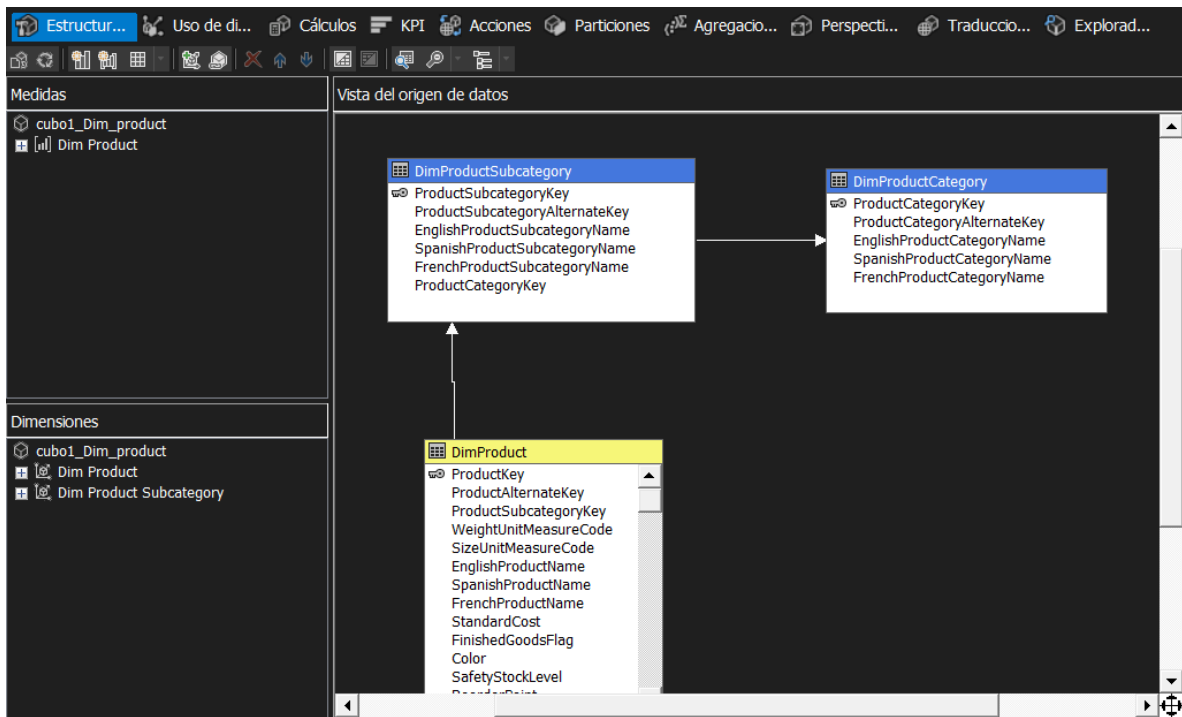 Estructur... Uso de di... Cálculos KPI Acciones Particiones Agregacio... Perspecti... Traduccio... Explorad...
Medidas
cubo1_Dim_product
Dim Product
Vista del origen de datos
DimProductSubcategory
ProductSubcategoryKey
ProductSubcategoryAlternateKey
EnglishProductSubcategoryName
SpanishProductSubcategoryName
FrenchProductSubcategoryName
ProductCategoryKey
DimProductCategory
ProductCategoryKey
ProductCategoryAlternateKey
EnglishProductCategoryName
SpanishProductCategoryName
FrenchProductCategoryName
Dimensiones
cubo1_Dim_product
Dim Product
Dim Product Subcategory
DimProduct
ProductKey
ProductAlternateKey
ProductSubcategoryKey
WeightUnitMeasureCode
SizeUnitMeasureCode
EnglishProductName
SpanishProductName
FrenchProductName
StandardCost
FinishedGoodsFlag
Color
SafetyStockLevel